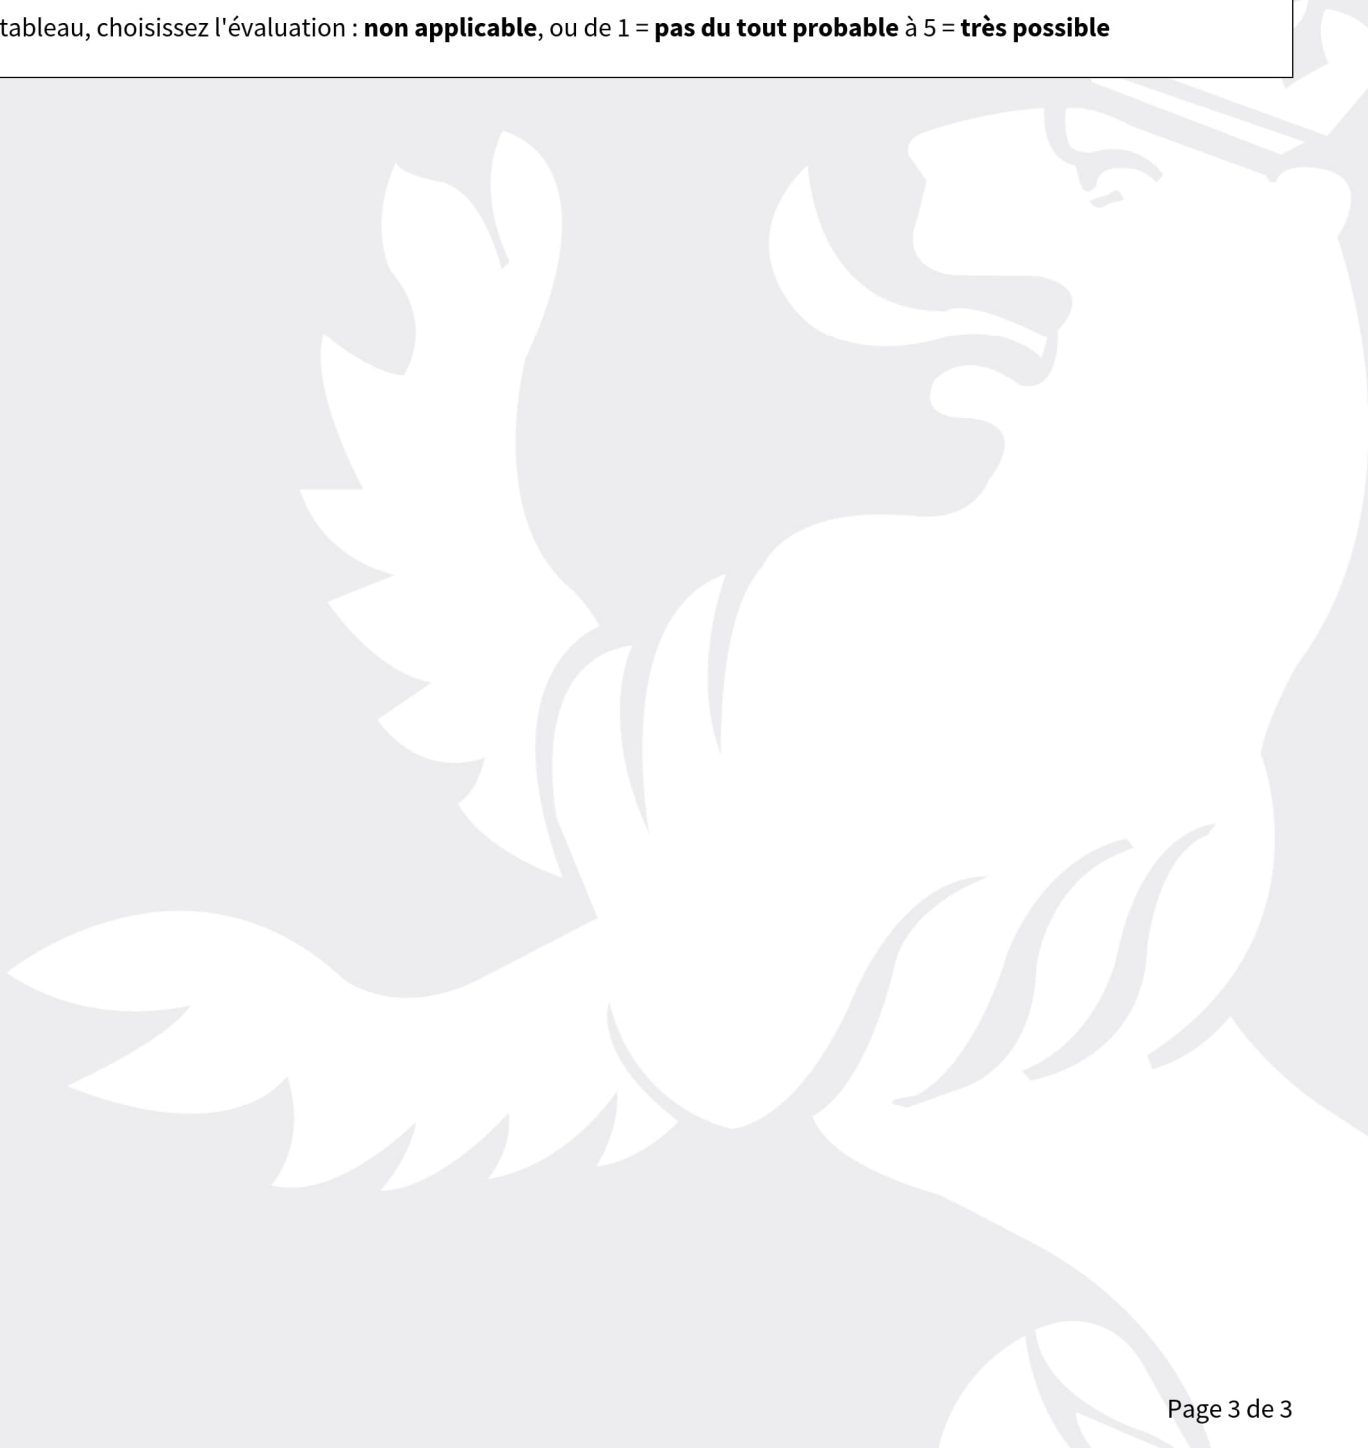 tableau, choisissez l'évaluation : non applicable, ou de 1 = pas du tout probable à 5 = très possible
Page 3 de 3